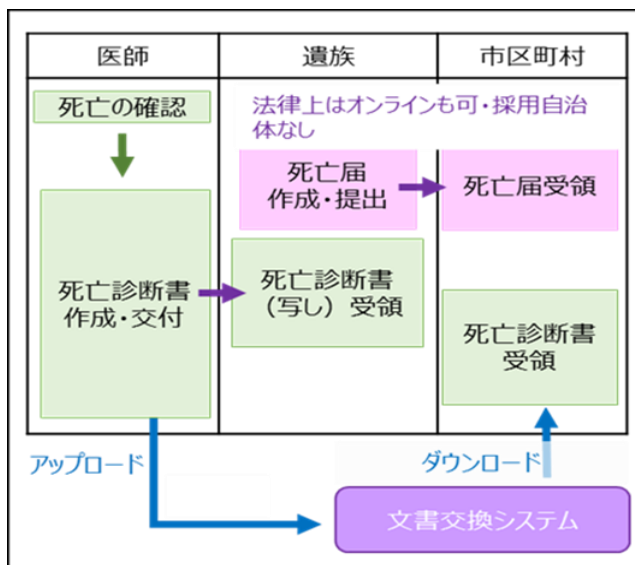 医師
遺族
市区町村
死亡の確認
法律上はオンラインも可・採用自治
体なし
死亡届
作成・提出
死亡届受領
死亡診断書
作成・交付
死亡診断書
（写し）受領
死亡診断書
受領
アップロード
ダウンロード
文書交換システム